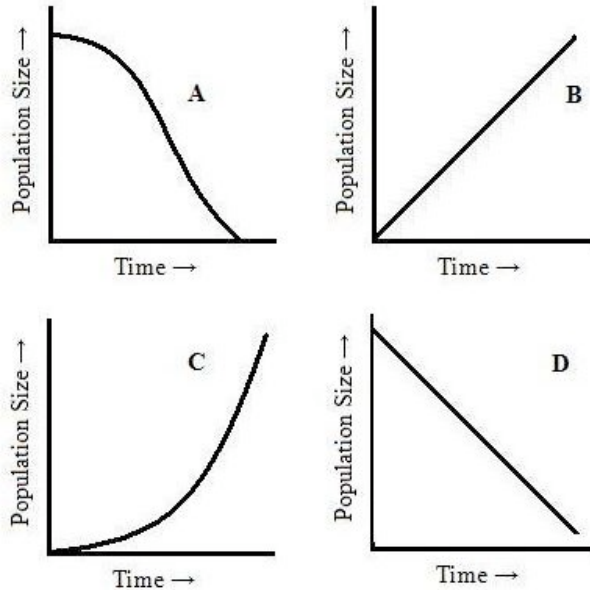 Population Size →
A
Time →
Population Size →
B
Time →
Population Size →
C
Time →
Population Size →
D
Time →